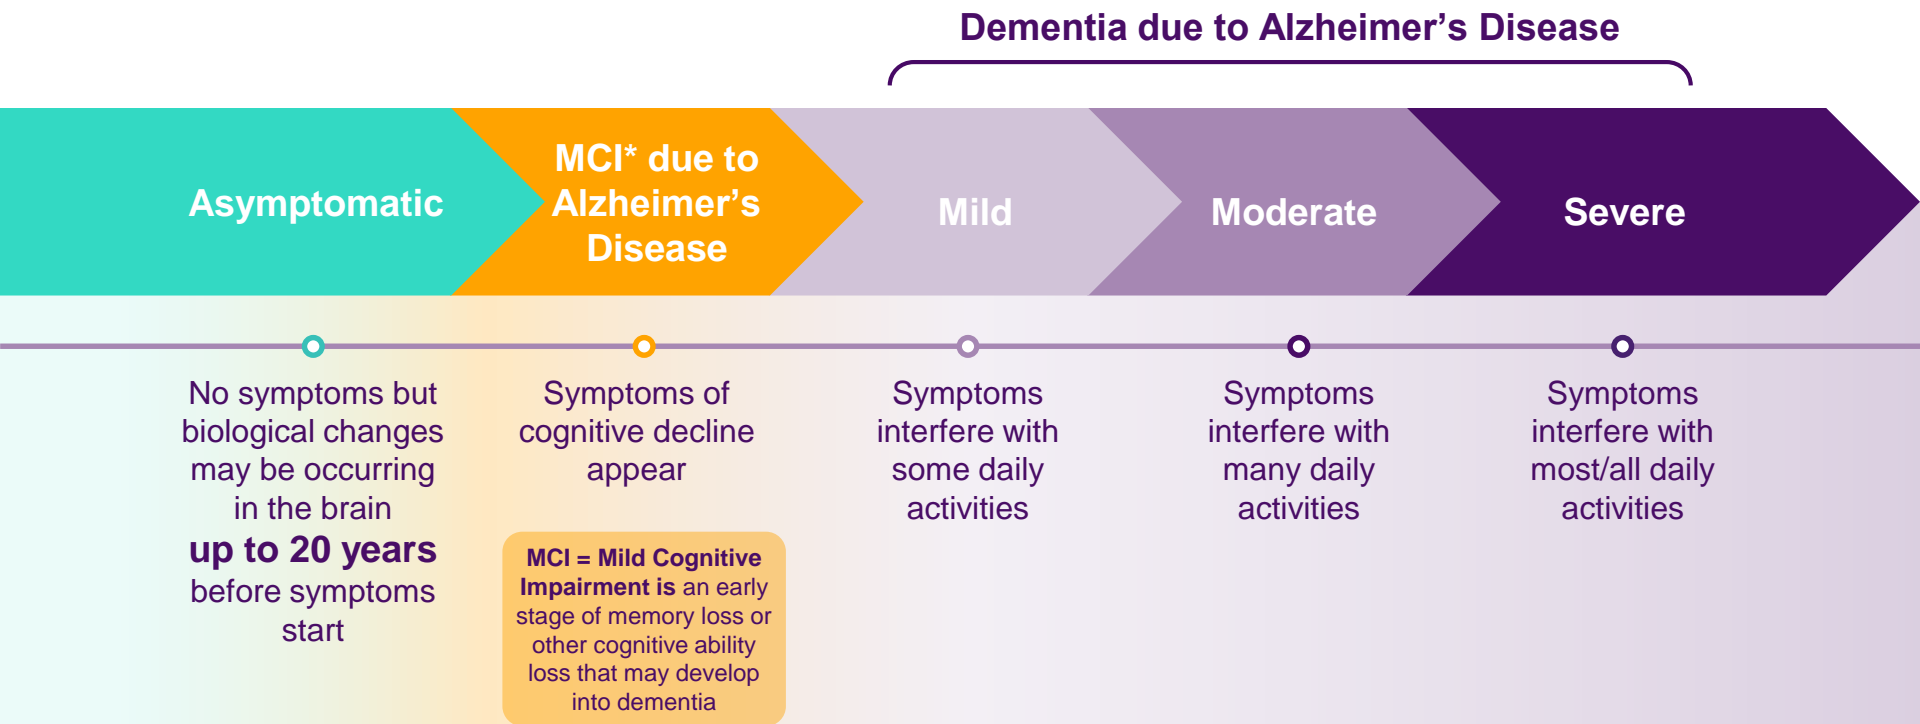 Dementia due to Alzheimer’s Disease
Asymptomatic
MCI* due to
Alzheimer’s
Disease
Mild
Moderate
Severe
No symptoms but
biological changes
may be occurring
in the brain
up to 20 years
before symptoms
start
Symptoms of
cognitive decline
appear
MCI = Mild Cognitive
Impairment is an early
stage of memory loss or
other cognitive ability
loss that may develop
into dementia
Symptoms
interfere with
some daily
activities
Symptoms
interfere with
many daily
activities
Symptoms
interfere with
most/all daily
activities